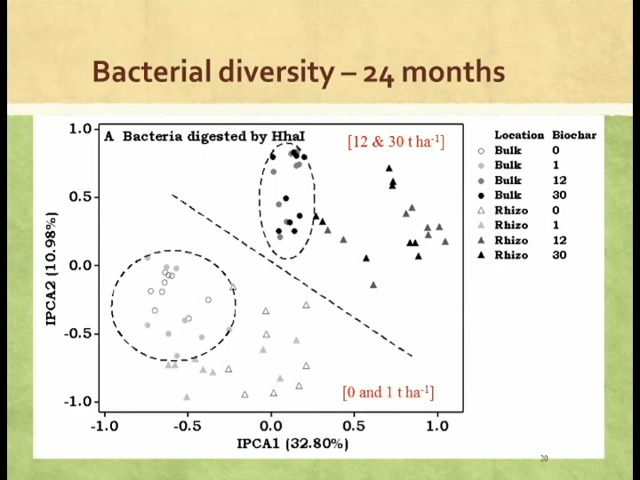 Bacterial diversity – 24 months
A Bacteria digested by HhaI
[12 & 30 t ha-1]
Location Biochar
Bulk 0
Bulk 1
Bulk 12
Bulk 30
Rhizo 0
Rhizo 1
Rhizo 12
Rhizo 30
1.0
0.5
0.0
-0.5
-1.0
IPCA2 (10.98%)
[0 and 1 t ha-1]
-1.0 -0.5 0.0 0.5 1.0
IPCA1 (32.80%)
20